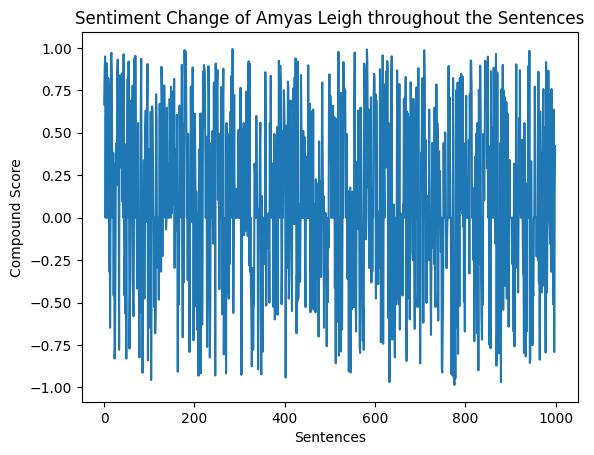 Sentiment Change of Amyas Leigh throughout the Sentences
1.00
0.75
0.50
0.25
0.00
−0.25
−0.50
−0.75
−1.00
Compound Score
0 200 400 600 800 1000
Sentences